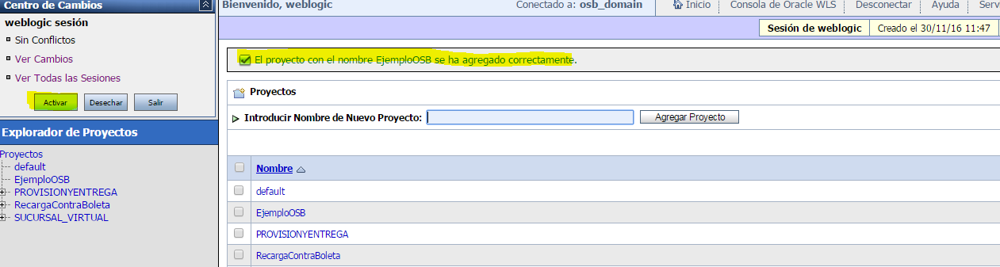 Centro de Cambios
weblogic sesión
Sin Conflictos
Ver Cambios
Ver Todas las Sesiones
Activar Desechar Salir
Explorador de Proyectos
Proyectos
default
EjemploOSB
PROVISIONYENTREGA
RecargaContraBoleta
SUCURSAL_VIRTUAL
Bienvenido, weblogic Conectado a: osb_domain Inicio Consola de Oracle WLS Desconectar Ayuda
Sesión de weblogic Creado el 30/11/16 11:47
El proyecto con el nombre EjemploOSB se ha agregado correctamente.
Proyectos
Introducir Nombre de Nuevo Proyecto: Agregar Proyecto
Nombre
default
EjemploOSB
PROVISIONYENTREGA
RecargaContraBoleta